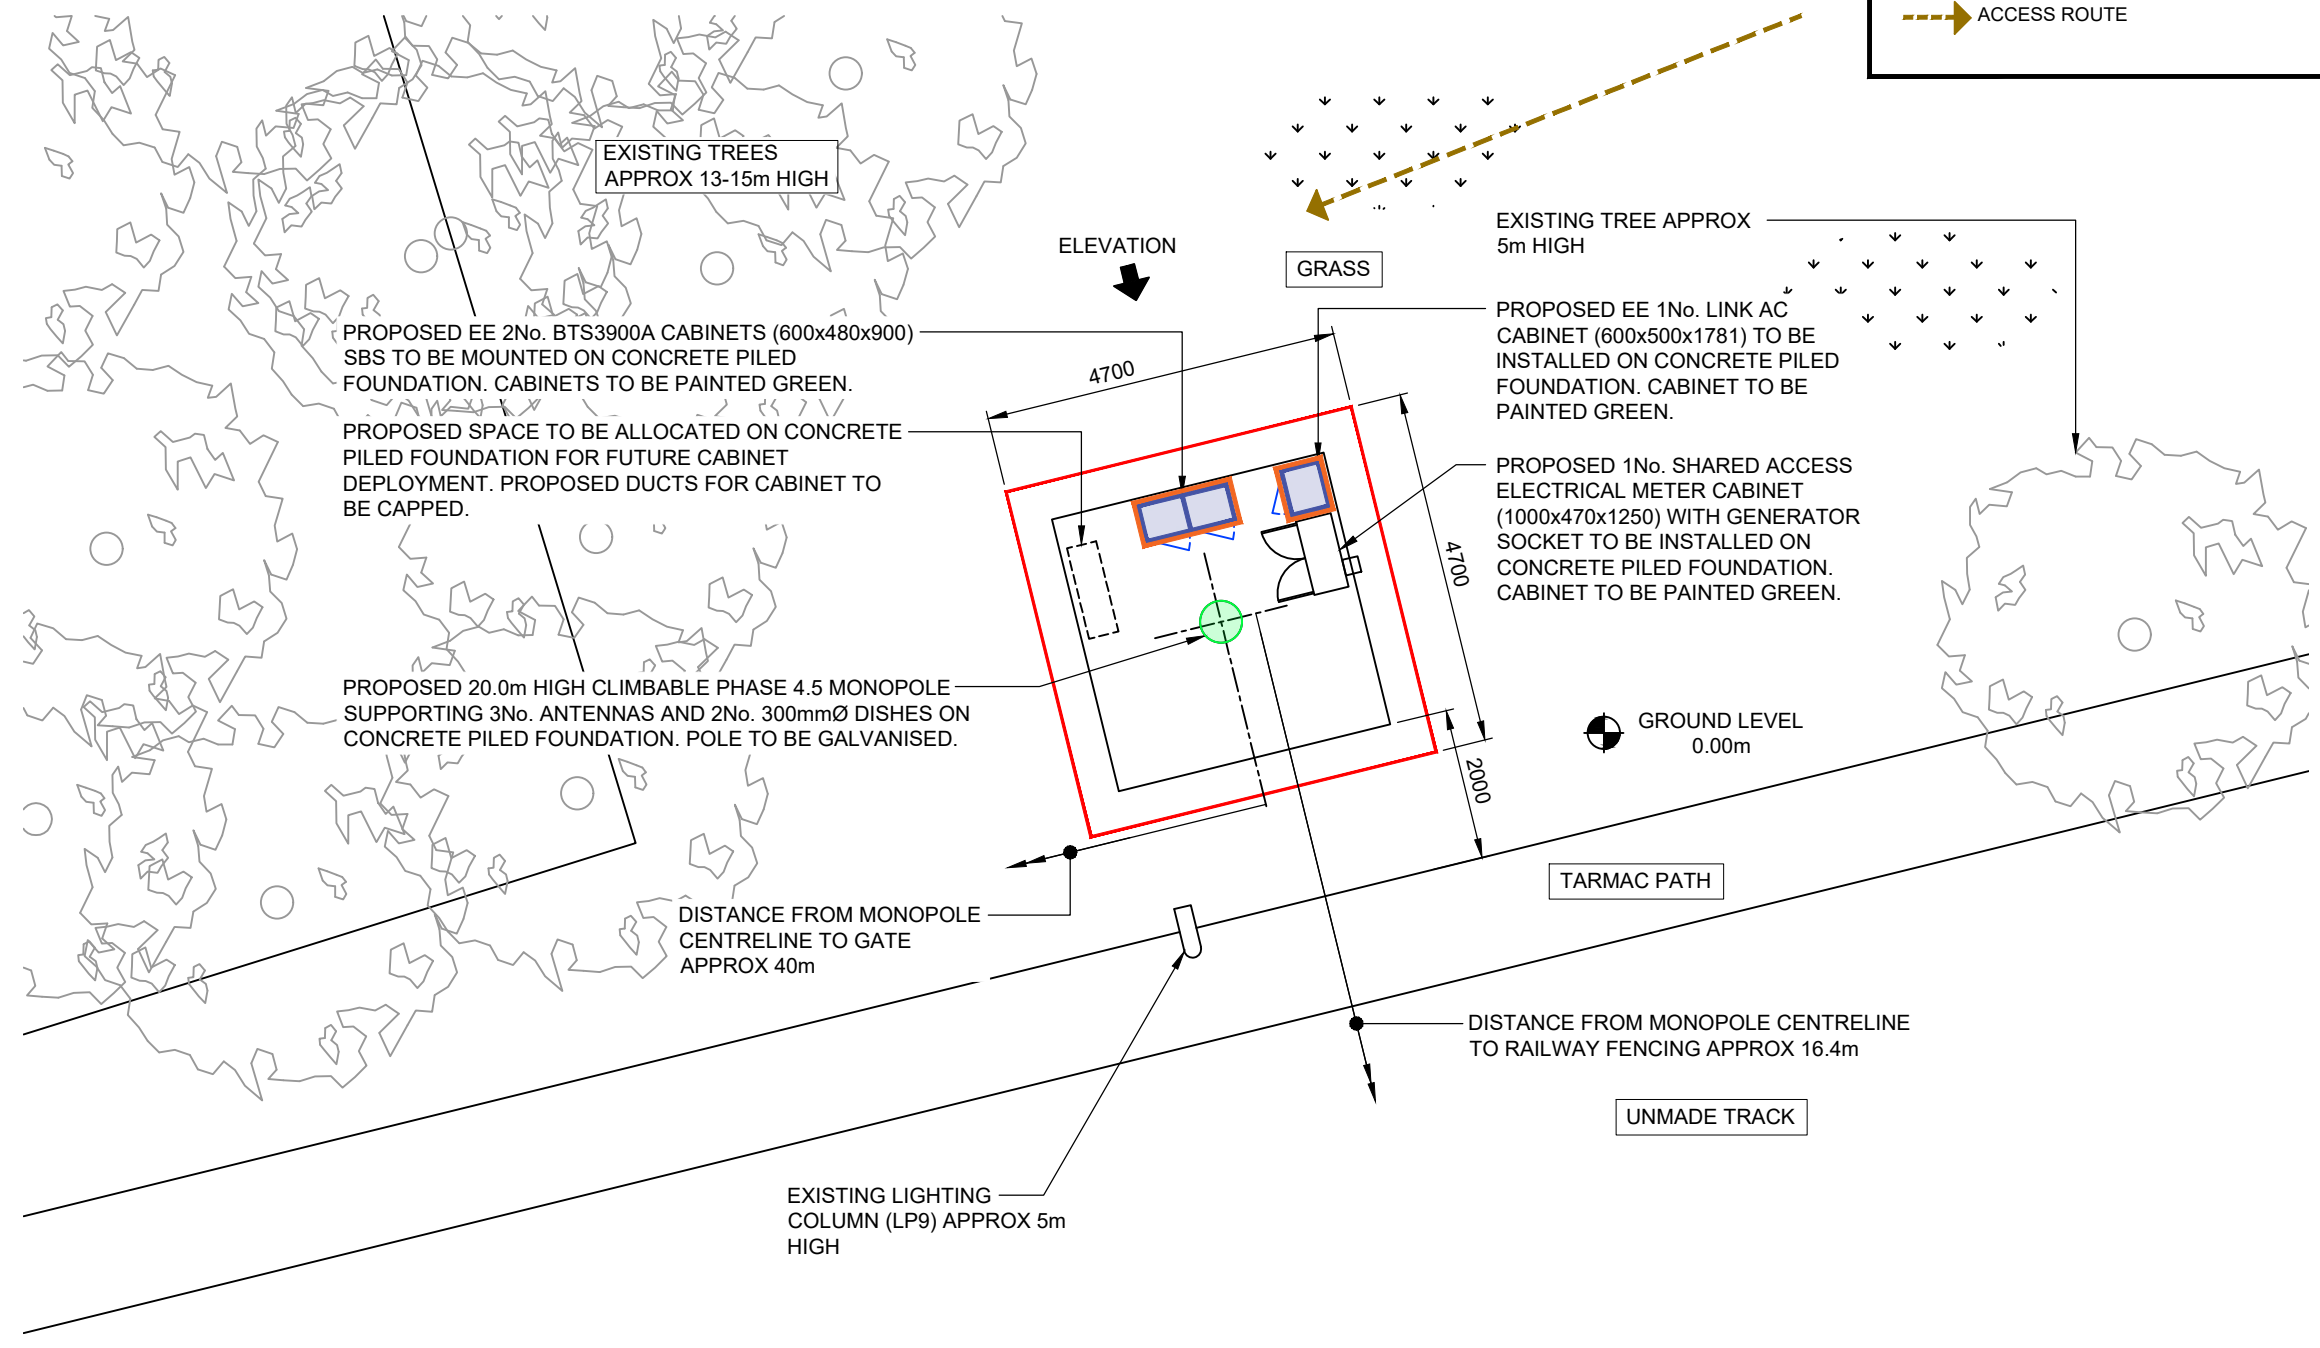 ACCESS ROUTE
EXISTING TREES
APPROX 13-15m HIGH
ELEVATION
GRASS
EXISTING TREE APPROX
5m HIGH
PROPOSED EE 2No. BTS3900A CABINETS (600x480x900)
SBS TO BE MOUNTED ON CONCRETE PILED
FOUNDATION. CABINETS TO BE PAINTED GREEN.
PROPOSED EE 1No. LINK AC
CABINET (600x500x1781) TO BE
INSTALLED ON CONCRETE PILED
FOUNDATION. CABINET TO BE
PAINTED GREEN.
4700
PROPOSED SPACE TO BE ALLOCATED ON CONCRETE
PILED FOUNDATION FOR FUTURE CABINET
DEPLOYMENT. PROPOSED DUCTS FOR CABINET TO
BE CAPPED.
PROPOSED 1No. SHARED ACCESS
ELECTRICAL METER CABINET
(1000x470x1250) WITH GENERATOR
SOCKET TO BE INSTALLED ON
CONCRETE PILED FOUNDATION.
CABINET TO BE PAINTED GREEN.
4700
PROPOSED 20.0m HIGH CLIMBABLE PHASE 4.5 MONOPOLE
SUPPORTING 3No. ANTENNAS AND 2No. 300mmØ DISHES ON
CONCRETE PILED FOUNDATION. POLE TO BE GALVANISED.
GROUND LEVEL
0.00m
2000
TARMAC PATH
DISTANCE FROM MONOPOLE
CENTRELINE TO GATE
APPROX 40m
DISTANCE FROM MONOPOLE CENTRELINE
TO RAILWAY FENCING APPROX 16.4m
UNMADE TRACK
EXISTING LIGHTING
COLUMN (LP9) APPROX 5m
HIGH